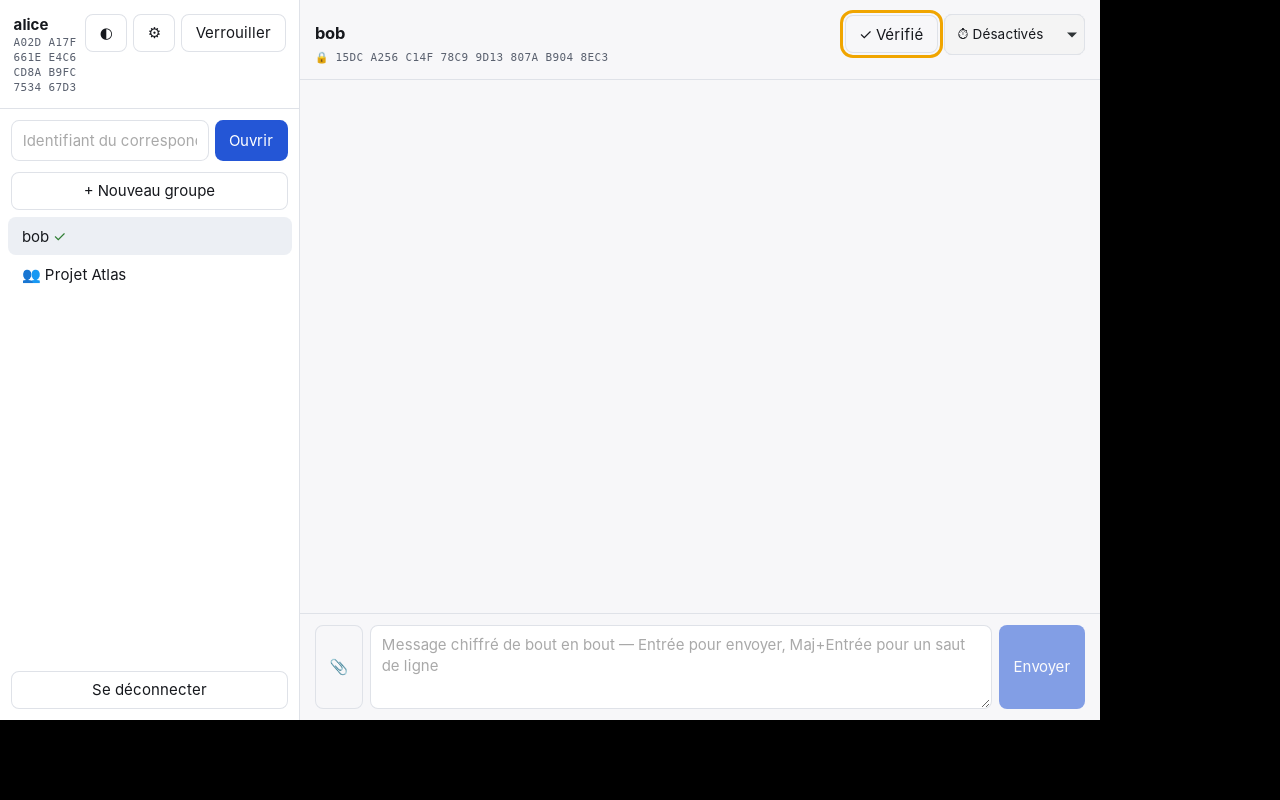 alice
A02D A17F
661E E4C6
CD8A B9FC
7534 67D3
◐
⚙
Verrouiller
Identifiant du correspon
Ouvrir
+ Nouveau groupe
bob ✓
👥 Projet Atlas
Se déconnecter
bob
🔒 15DC A256 C14F 78C9 9D13 807A B904 8EC3
✓ Vérifié
⏱ Désactivés
📎
Message chiffré de bout en bout — Entrée pour envoyer, Maj+Entrée pour un saut
de ligne
Envoyer